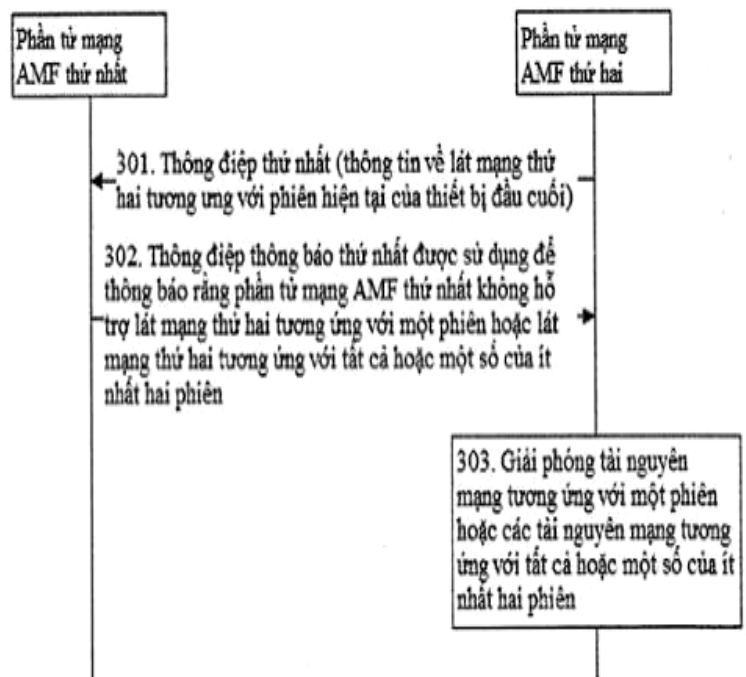 Phần tử mạng
AMF thứ nhất
Phần tử mạng
AMF thứ hai
301. Thông điệp thứ nhất (thông tin về lát mạng thứ
hai tương ưng với phiên hiện tại của thiết bị đầu cuối)
302. Thông điệp thông báo thứ nhất được sử dụng để
thông báo rằng phần tử mạng AMF thứ nhất không hỗ
trợ lát mạng thứ hai tương ứng với một phiên hoặc lát
mạng thứ hai tương ứng với tất cả hoặc một số của ít
nhất hai phiên
303. Giải phóng tài nguyên
mạng tương ứng với một phiên
hoặc các tài nguyên mạng tương
ứng với tất cả hoặc một số của ít
nhất hai phiên